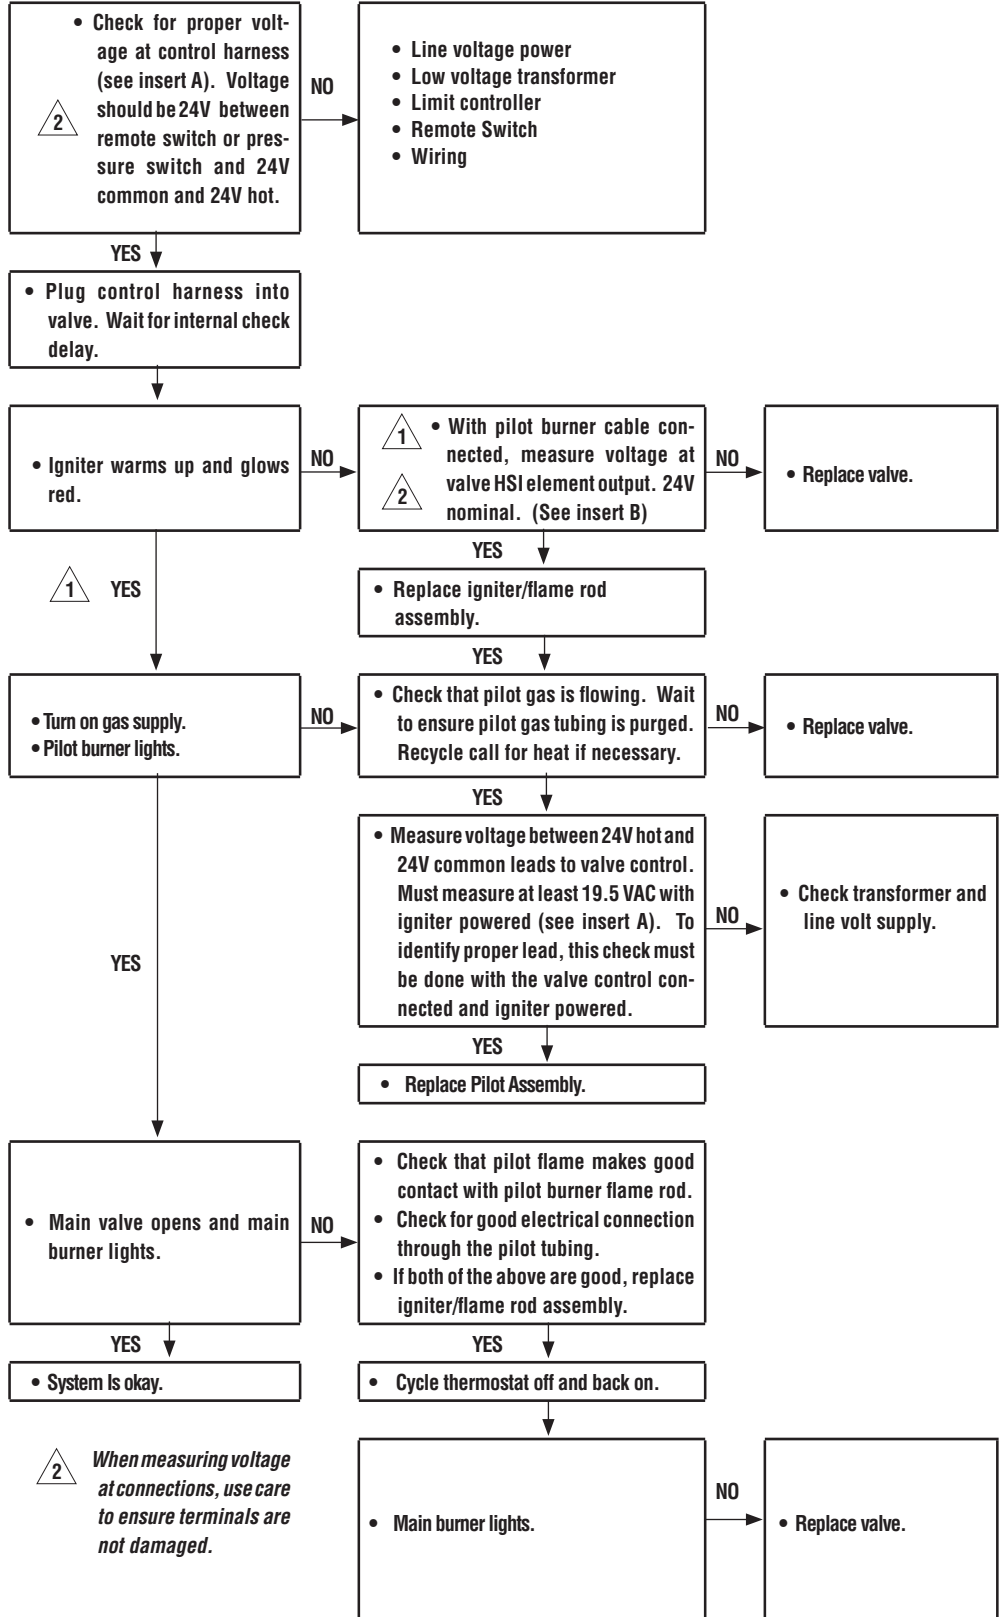 • Check for proper volt-
age at control harness
(see insert A). Voltage
should be 24V between
remote switch or pres-
sure switch and 24V
common and 24V hot.
2
NO
• Line voltage power
• Low voltage transformer
• Limit controller
• Remote Switch
• Wiring
YES
• Plug control harness into
valve. Wait for internal check
delay.
• Igniter warms up and glows
red.
NO
1
2
• With pilot burner cable con-
nected, measure voltage at
valve HSI element output. 24V
nominal. (See insert B)
NO
• Replace valve.
YES
• Replace igniter/flame rod
assembly.
1
YES
YES
• Turn on gas supply.
• Pilot burner lights.
NO
• Check that pilot gas is flowing. Wait
to ensure pilot gas tubing is purged.
Recycle call for heat if necessary.
NO
• Replace valve.
YES
• Measure voltage between 24V hot and
24V common leads to valve control.
Must measure at least 19.5 VAC with
igniter powered (see insert A). To
identify proper lead, this check must
be done with the valve control con-
nected and igniter powered.
NO
• Check transformer and
line volt supply.
YES
YES
• Replace Pilot Assembly.
• Main valve opens and main
burner lights.
NO
• Check that pilot flame makes good
contact with pilot burner flame rod.
• Check for good electrical connection
through the pilot tubing.
• If both of the above are good, replace
igniter/flame rod assembly.
YES
• System Is okay.
YES
• Cycle thermostat off and back on.
2
When measuring voltage
at connections, use care
to ensure terminals are
not damaged.
• Main burner lights.
NO
• Replace valve.